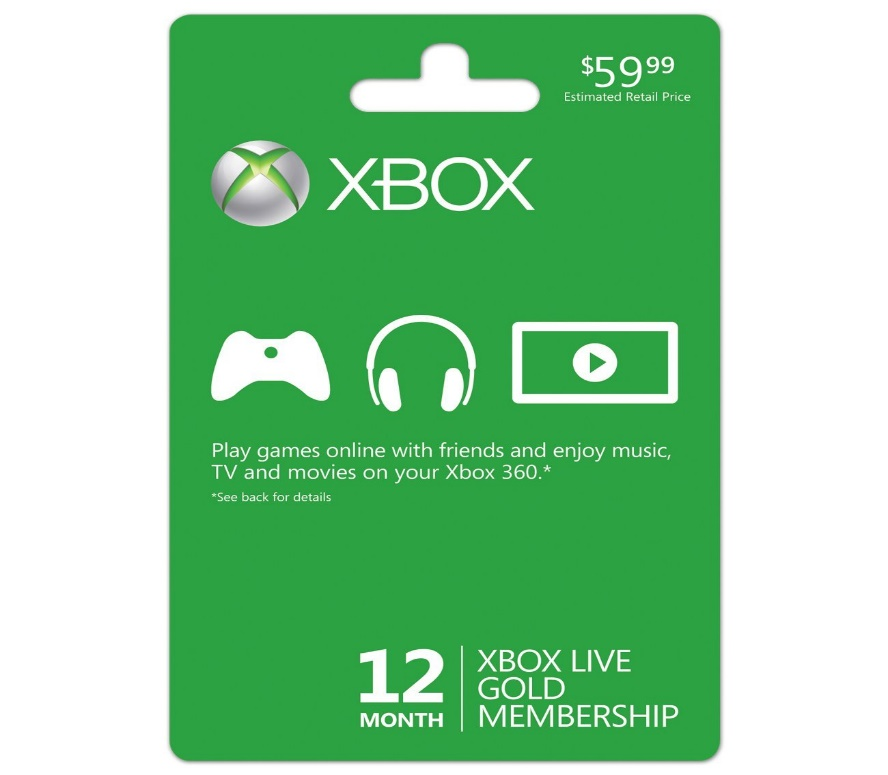 $59.99
Estimated Retail Price
XBOX
Play games online with friends and enjoy music,
TV and movies on your Xbox 360.*
*See back for details
12
MONTH
XBOX LIVE
GOLD
MEMBERSHIP